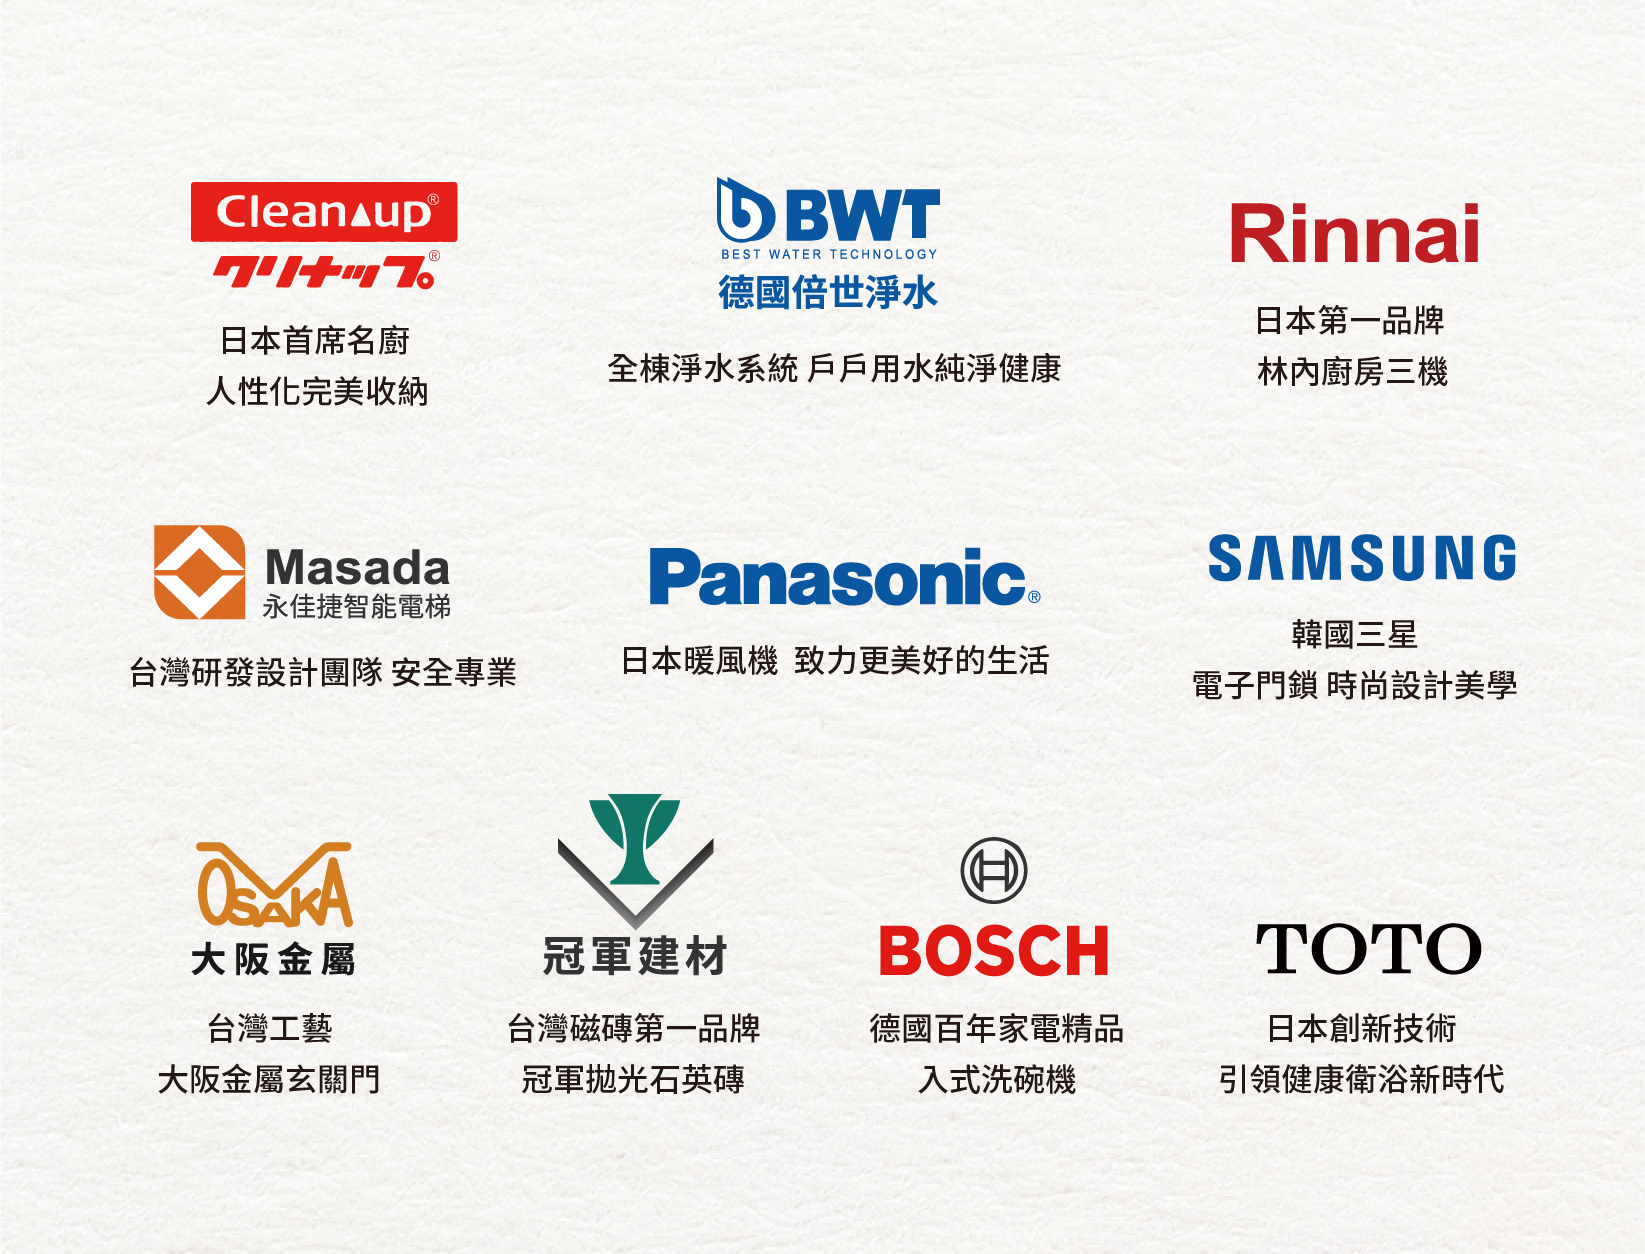 Cleanup®
クリナップ®
日本首席名廚
人性化完美收納
BWT
BEST WATER TECHNOLOGY
德國倍世淨水
全棟淨水系統 戶戶用水純淨健康
Rinnai
日本第一品牌
林內廚房三機
Masada
永佳捷智能電梯
台灣研發設計團隊 安全專業
Panasonic®
日本暖風機 致力更美好的生活
SAMSUNG
韓國三星
電子門鎖 時尚設計美學
OSAKA
大阪金屬
台灣工藝
大阪金屬玄關門
冠軍建材
台灣磁磚第一品牌
冠軍拋光石英磚
BOSCH
德國百年家電精品
入式洗碗機
TOTO
日本創新技術
引領健康衛浴新時代